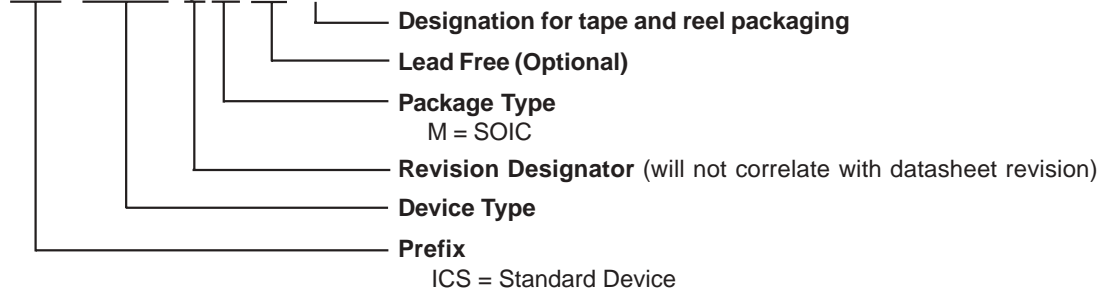 Designation for tape and reel packaging
Lead Free (Optional)
Package Type
M = SOIC
Revision Designator (will not correlate with datasheet revision)
Device Type
Prefix
ICS = Standard Device